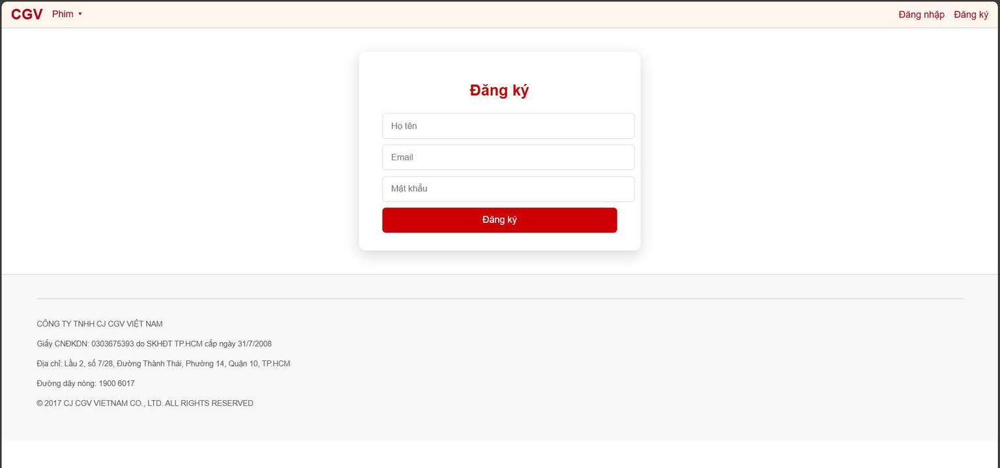 CGV Phim ▼ Đăng nhập Đăng ký
Đăng ký
Họ tên
Email
Mật khẩu
Đăng ký
CÔNG TY TNHH CJ CGV VIỆT NAM
Giấy CNĐKDN: 0303675393 do SKHĐT TP.HCM cấp ngày 31/7/2008
Địa chỉ: Lầu 2, số 7/28, Đường Thành Thái, Phường 14, Quận 10, TP.HCM
Đường dây nóng: 1900 6017
© 2017 CJ CGV VIETNAM CO., LTD. ALL RIGHTS RESERVED